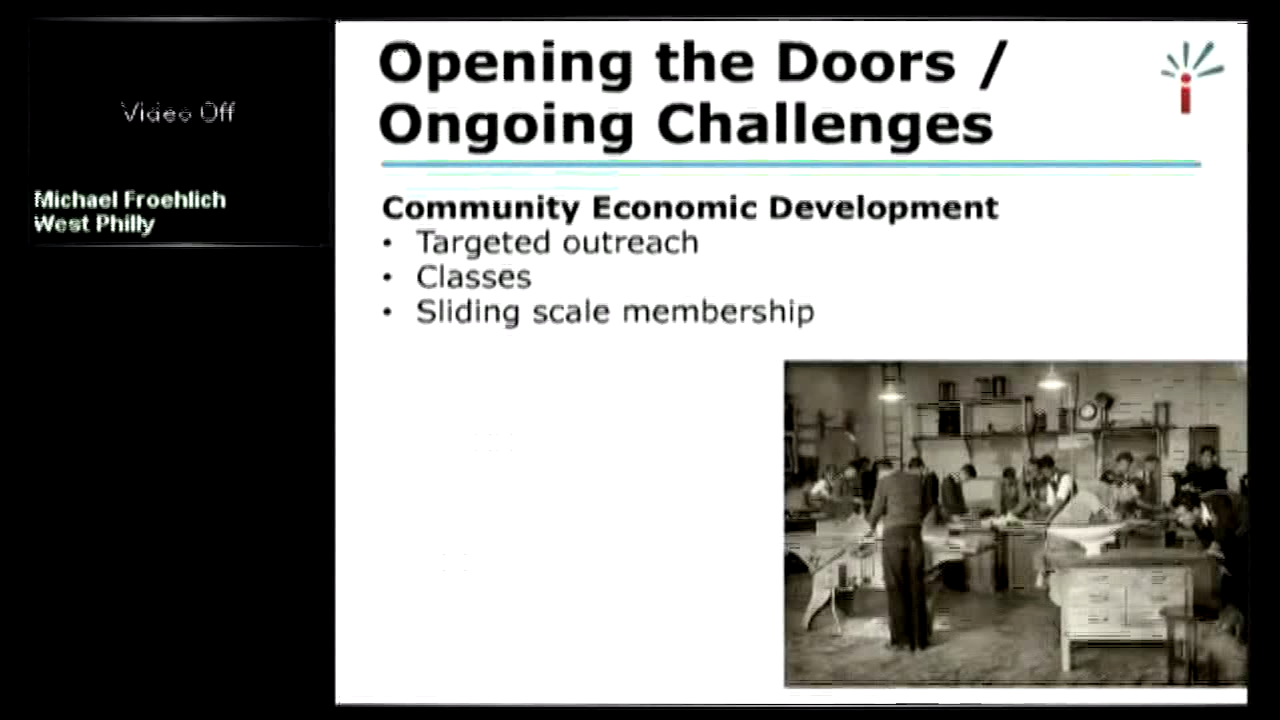 Video Off
Michael Froehlich
West Philly
Opening the Doors /
Ongoing Challenges
Community Economic Development
• Targeted outreach
• Classes
• Sliding scale membership